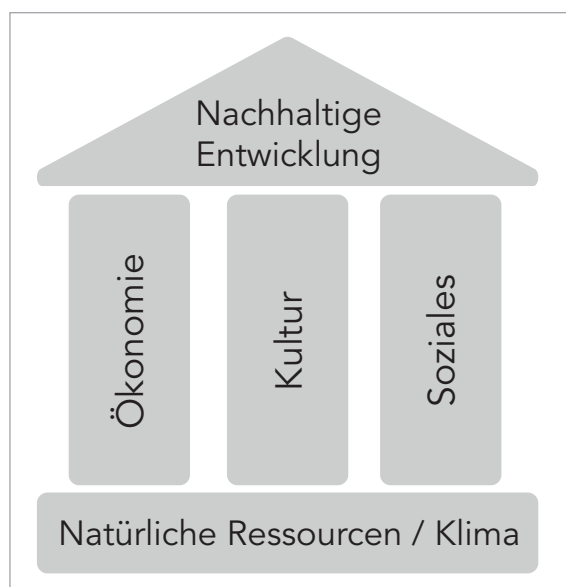 Nachhaltige
Entwicklung
Ökonomie
Kultur
Soziales
Natürliche Ressourcen / Klima